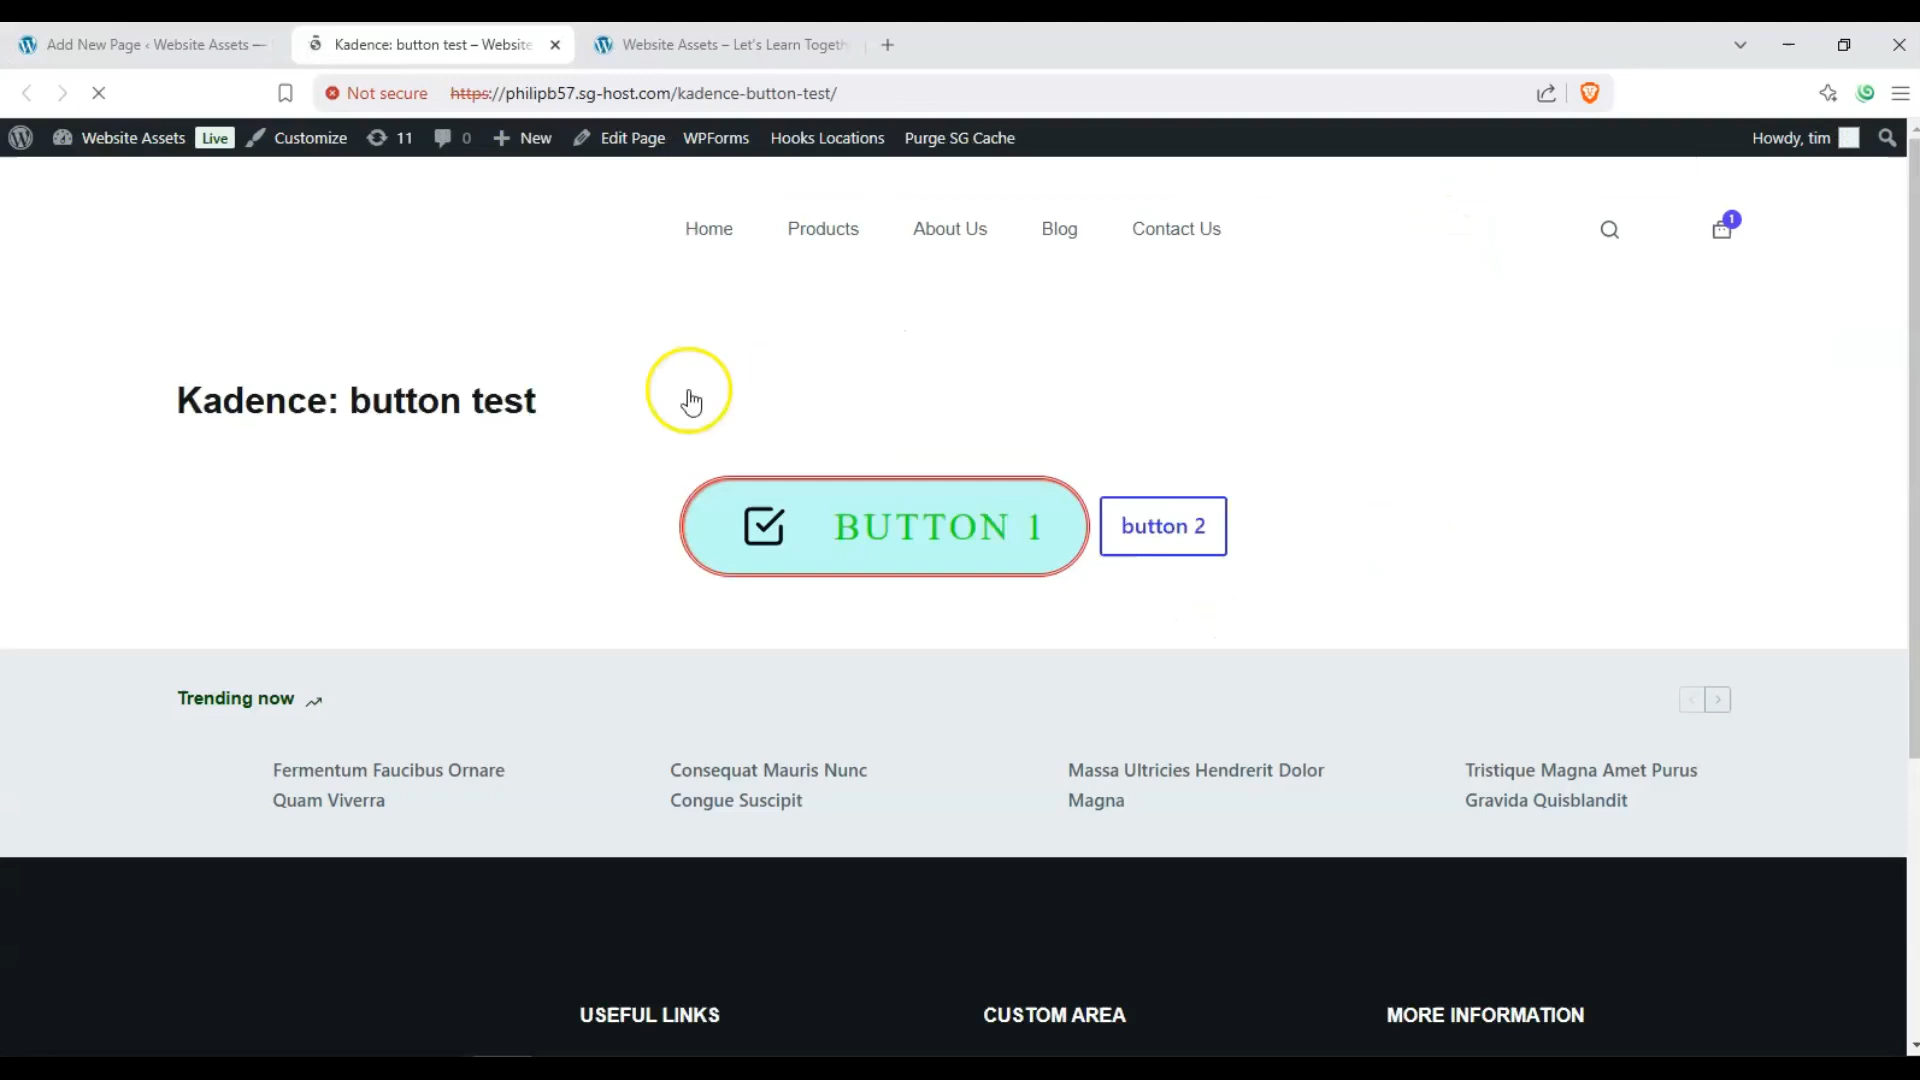 Add New Page ‹ Website Assets —
Kadence: button test – Website
Website Assets – Let's Learn Togeth
Not secure https://philipb57.sg-host.com/kadence-button-test/
Website Assets Live Customize 11 0 New Edit Page WPForms Hooks Locations Purge SG Cache Howdy, tim
Home Products About Us Blog Contact Us 1
Kadence: button test
BUTTON 1 button 2
Trending now
Fermentum Faucibus Ornare
Quam Viverra
Consequat Mauris Nunc
Congue Suscipit
Massa Ultricies Hendrerit Dolor
Magna
Tristique Magna Amet Purus
Gravida Quisblandit
USEFUL LINKS CUSTOM AREA MORE INFORMATION